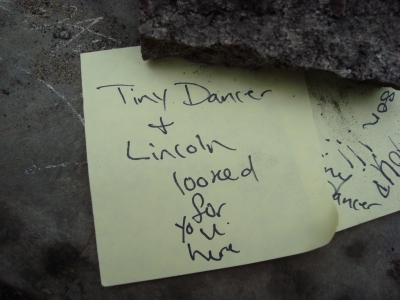 Tiny Dancer
+
Lincoln
looked
for
you.
here